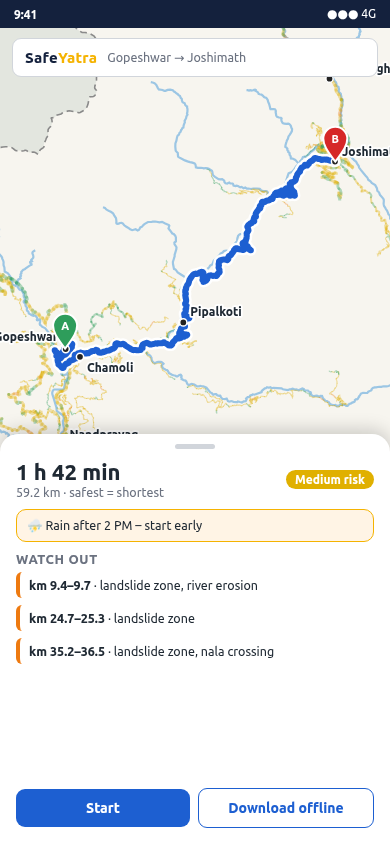 9:41
4G
SafeYatra Gopeshwar → Joshimath
B
A
Pipalkoti
Chamoli
1 h 42 min
59.2 km · safest = shortest
Medium risk
Rain after 2 PM – start early
WATCH OUT
km 9.4–9.7 · landslide zone, river erosion
km 24.7–25.3 · landslide zone
km 35.2–36.5 · landslide zone, nala crossing
Start
Download offline